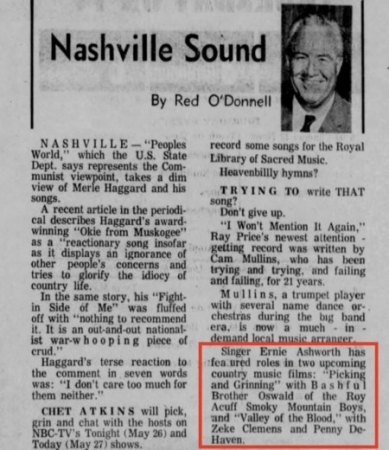 Nashville Sound
By Red O'Donnell
NASHVILLE — "Peoples
World," which the U.S. State
Dept. says represents the Com-
munist viewpoint, takes a dim
view of Merle Haggard and his
songs.
A recent article in the periodi-
cal describes Haggard's award-
winning "Okie from Muskogee"
as a "reactionary song insofar
as it displays an ignorance of
other people's concerns and
tries to glorify the idiocy of
country life.
In the same story, his "Fight-
in Side of Me" was fluffed
off with "nothing to recommend
it. It is an out-and-out national-
ist war-whooping piece of
crud."
Haggard's terse reaction to
the comment in seven words
was: "I don't care too much for
them neither."
CHET ATKINS will pick,
grin and chat with the hosts on
NBC-TV's Tonight (May 26) and
Today (May 27) shows.
record some songs for the Royal
Library of Sacred Music.
Heavenbillly hymns?
TRYING TO write THAT
song?
Don't give up.
"I Won't Mention It Again,"
Ray Price's newest attention -
getting record was written by
Cam Mullins, who has been
trying and trying, and failing
and failing, for 21 years.
Mullins, a trumpet player
with several name dance or-
chestras during the big band
era, is now a much - in -
demand local music arranger.
Singer Ernie Ashworth has
featured roles in two upcoming
country music films: "Picking
and Grinning" with Bashful
Brother Oswald of the Roy
Acuff Smoky Mountain Boys,
and "Valley of the Blood," with
Zeke Clemens and Penny De-
Haven.